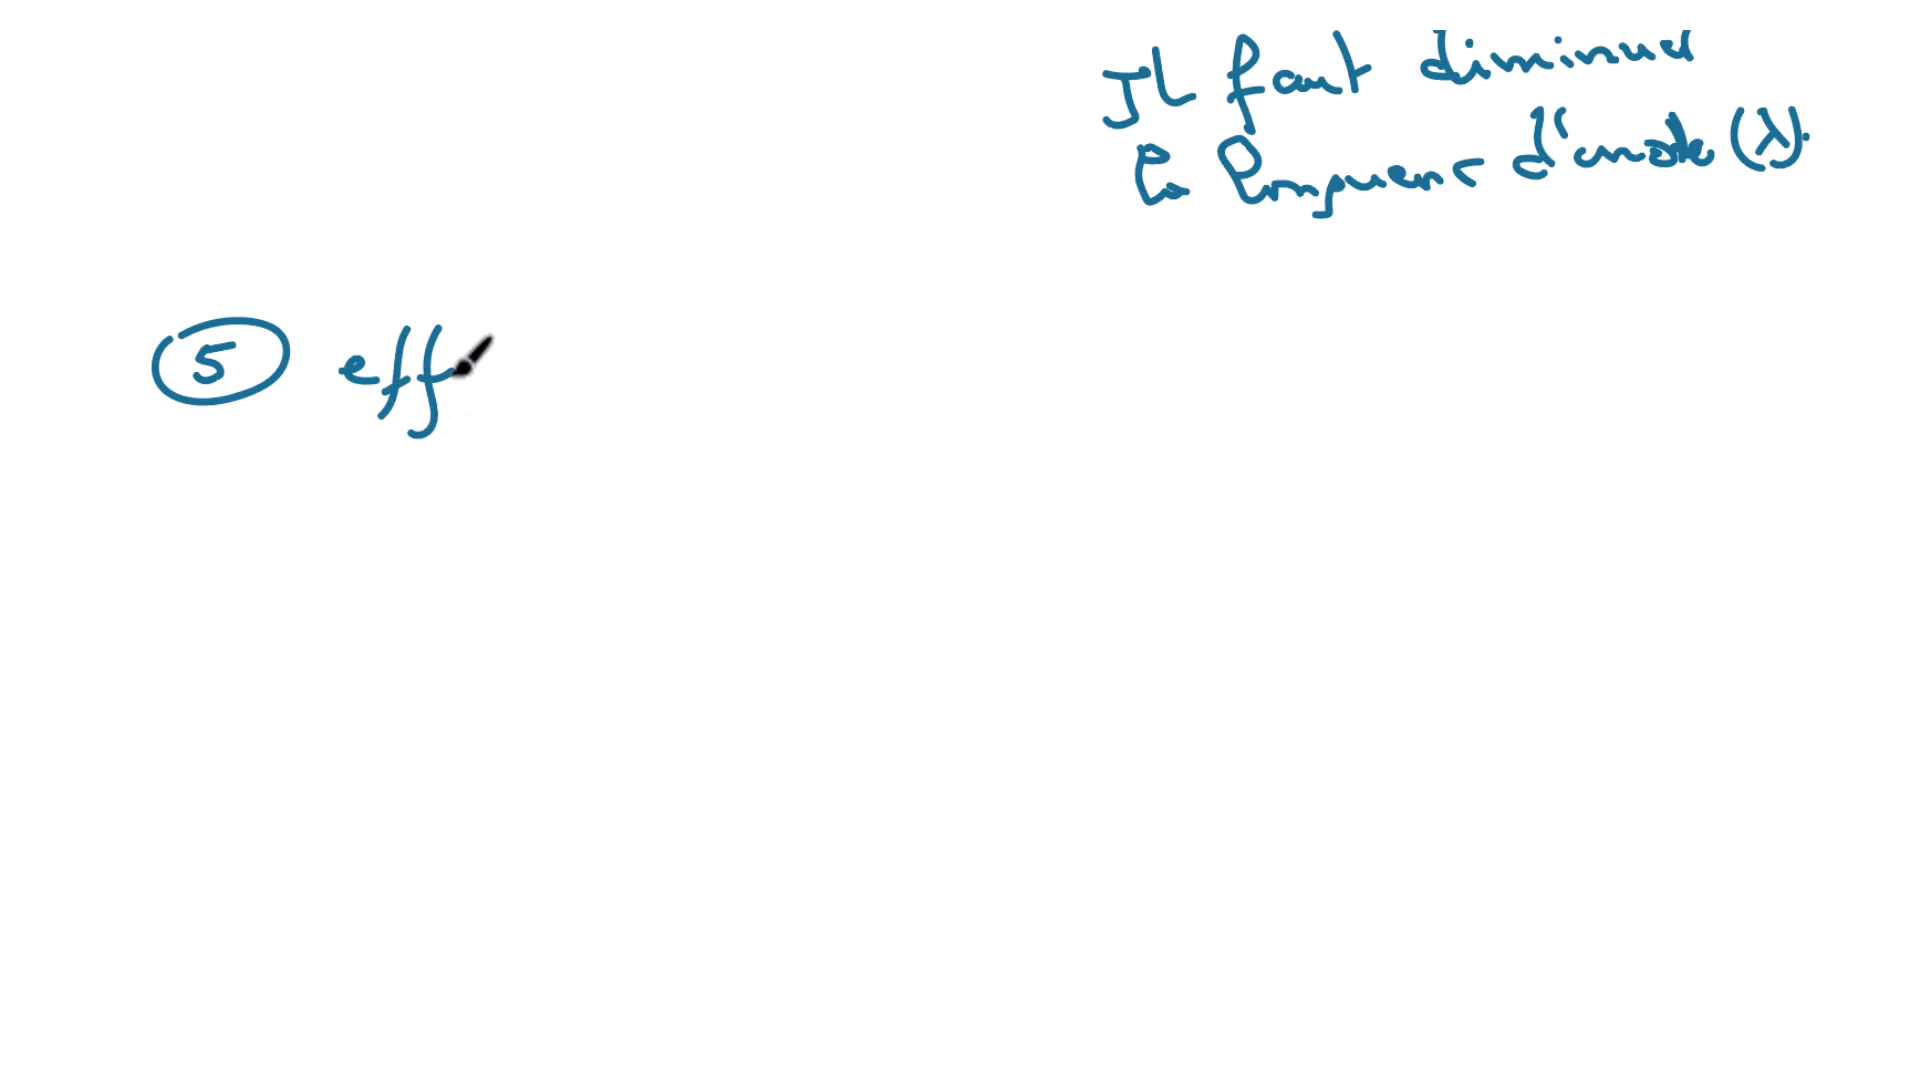 Il faut diminuer
la longueur d'onde (λ).
5 eff